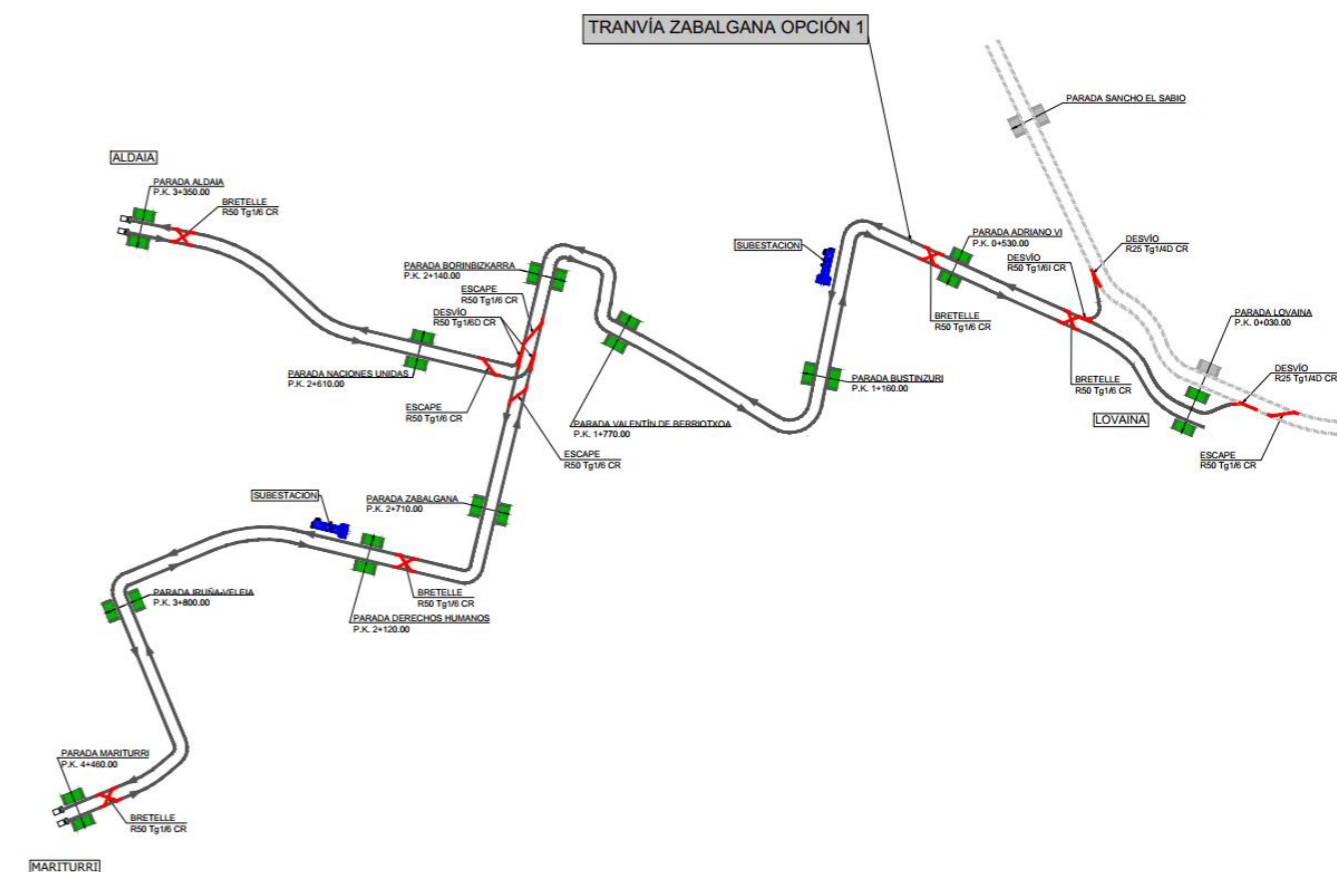 TRANVÍA ZABALGANA OPCIÓN 1
PARADA SANCHO EL SABIO
ALDAIA
PARADA ALDAIA
P.K. 3+350.00
BRETELLE
R50 Tg1/6 CR
SUBESTACION
PARADA ADRIANO VI
P.K. 0+530.00
DESVÍO
R50 Tg1/6I CR
DESVÍO
R25 Tg1/4D CR
PARADA BORINBIZKARRA
P.K. 2+140.00
ESCAPE
R50 Tg1/6 CR
DESVÍO
R50 Tg1/6D CR
BRETELLE
R50 Tg1/6 CR
PARADA LOVAINA
P.K. 0+030.00
PARADA NACIONES UNIDAS
P.K. 2+610.00
PARADA BUSTINZURI
P.K. 1+160.00
BRETELLE
R50 Tg1/6 CR
DESVÍO
R25 Tg1/4D CR
ESCAPE
R50 Tg1/6 CR
PARADA VALENTÍN DE BERRIOTXOA
P.K. 1+770.00
LOVAINA
ESCAPE
R50 Tg1/6 CR
ESCAPE
R50 Tg1/6 CR
SUBESTACION
PARADA ZABALGANA
P.K. 2+710.00
PARADA IRUÑA-VELEIA
P.K. 3+800.00
BRETELLE
R50 Tg1/6 CR
PARADA DERECHOS HUMANOS
P.K. 2+120.00
PARADA MARITURRI
P.K. 4+460.00
BRETELLE
R50 Tg1/6 CR
MARITURRI